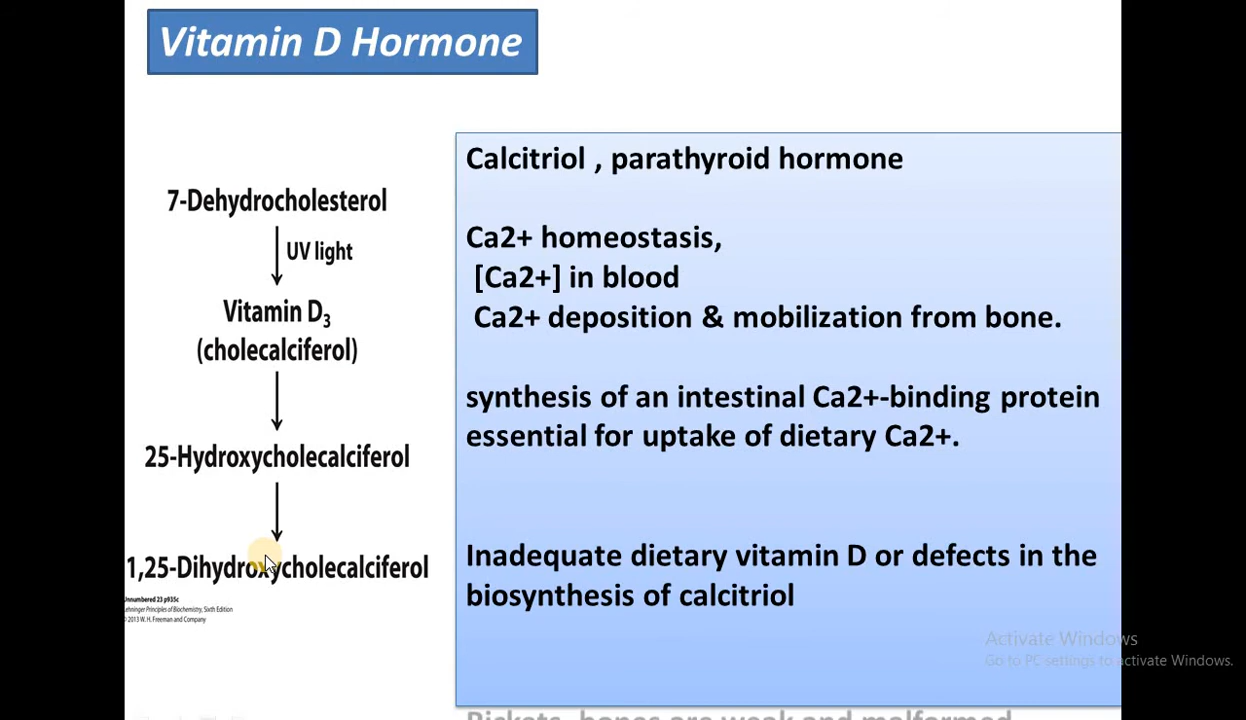 Vitamin D Hormone
7-Dehydrocholesterol
UV light
Vitamin D3
(cholecalciferol)
25-Hydroxycholecalciferol
1,25-Dihydroxycholecalciferol
Unnumbered 23 p935c
Lehninger Principles of Biochemistry, Sixth Edition
© 2013 W. H. Freeman and Company
Calcitriol , parathyroid hormone
Ca2+ homeostasis,
[Ca2+] in blood
Ca2+ deposition & mobilization from bone.
synthesis of an intestinal Ca2+-binding protein
essential for uptake of dietary Ca2+.
Inadequate dietary vitamin D or defects in the
biosynthesis of calcitriol
Rickets, bones are weak and malformed
Activate Windows
Go to PC settings to activate Windows.